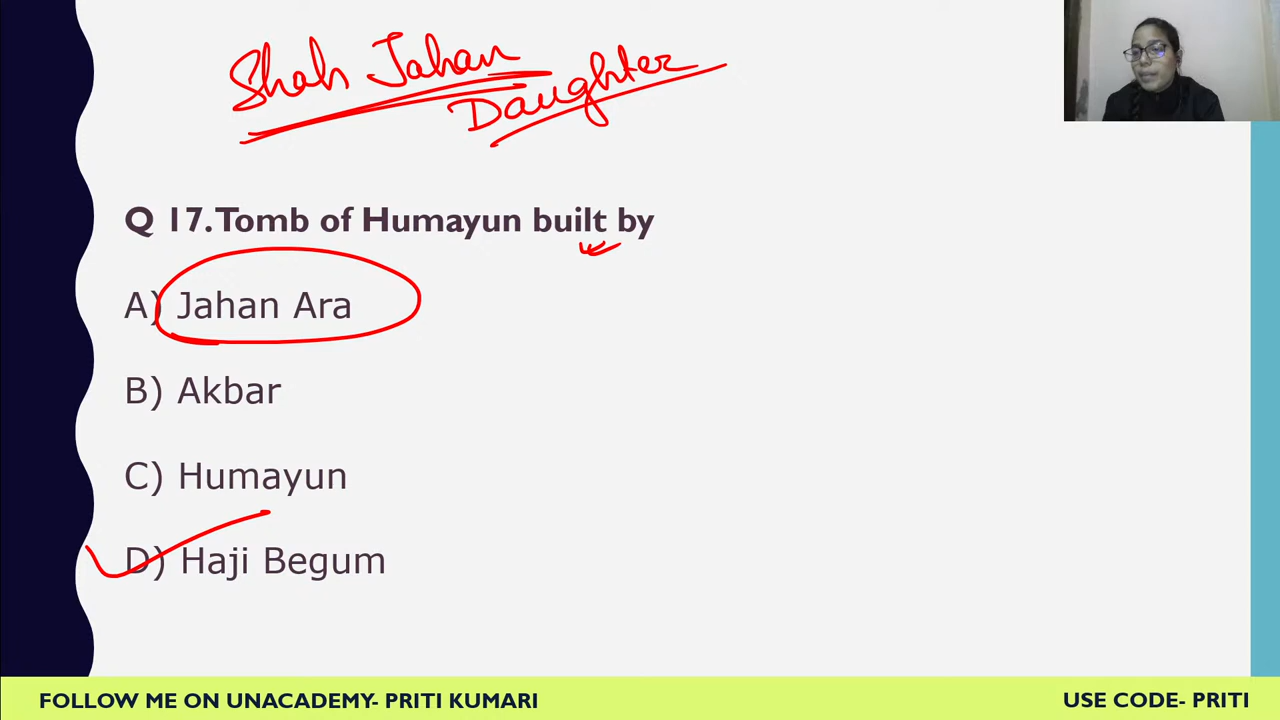 Shah Jahan
Daughter
Q 17.Tomb of Humayun built by
A) Jahan Ara
B) Akbar
C) Humayun
D) Haji Begum
FOLLOW ME ON UNACADEMY- PRITI KUMARI
USE CODE- PRITI